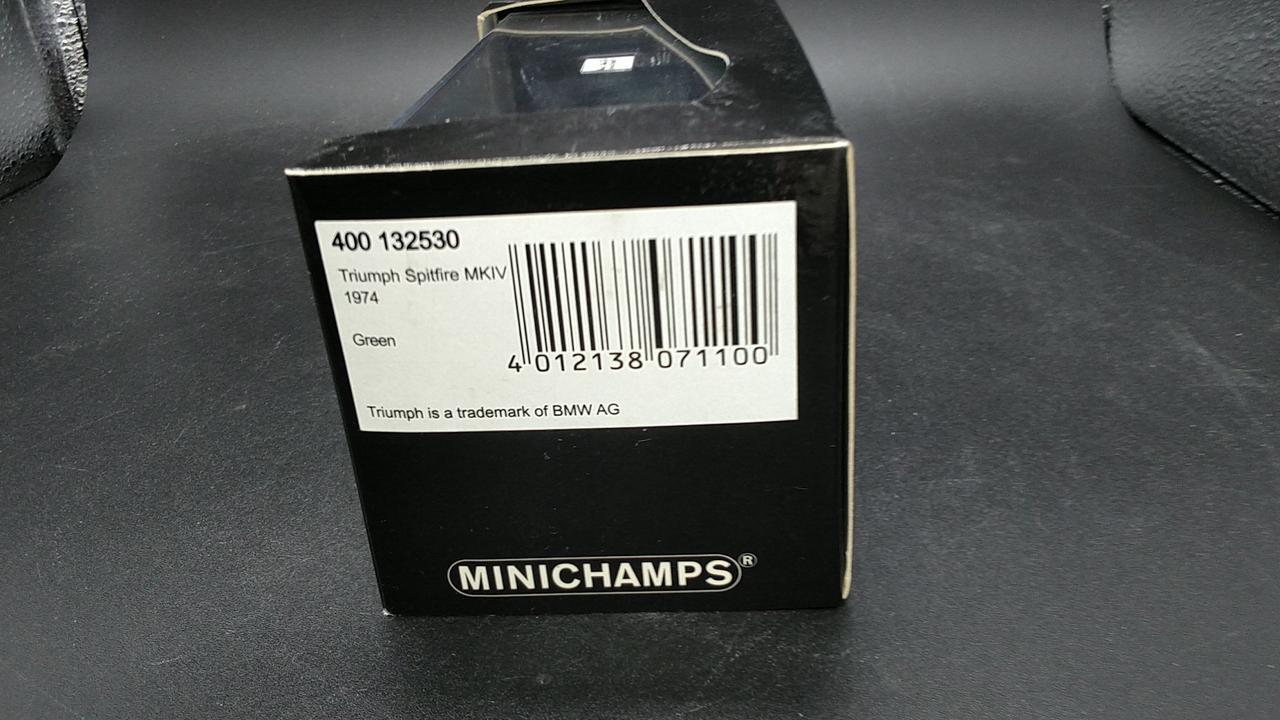 400 132530
Triumph Spitfire MKIV
1974
Green
4 012138 071100
Triumph is a trademark of BMW AG
MINICHAMPS®